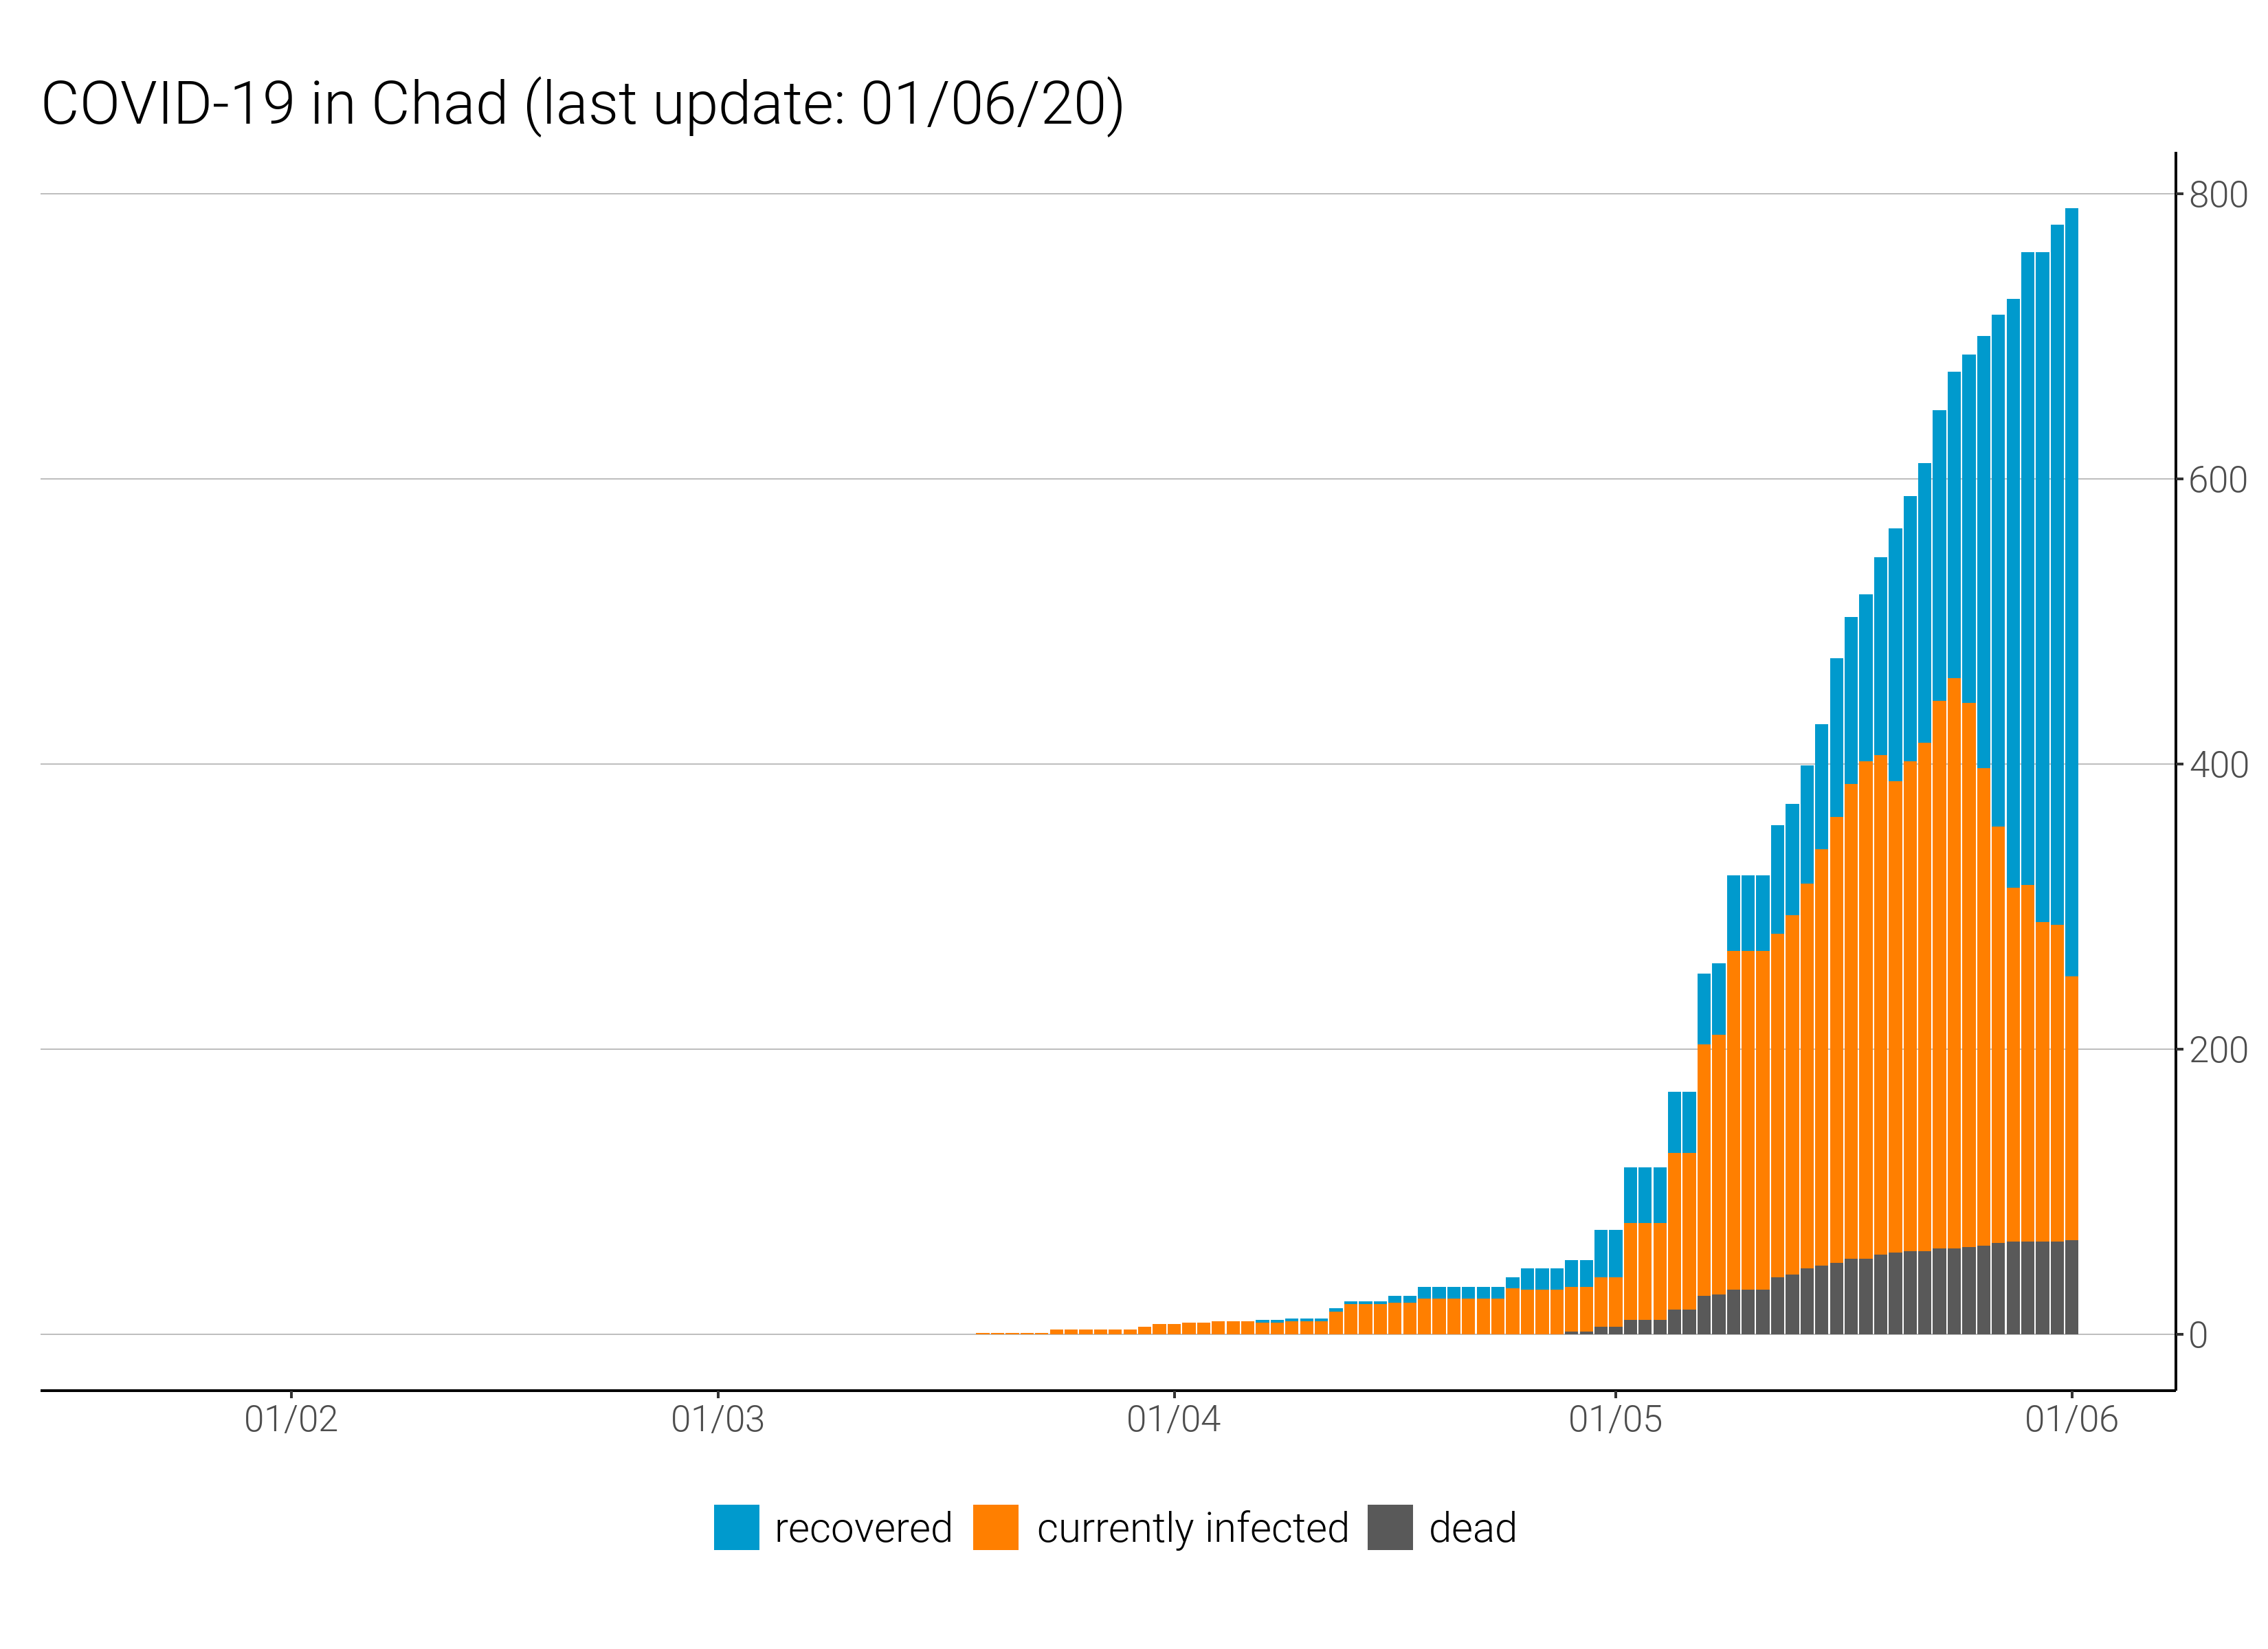 COVID-19 in Chad (last update: 01/06/20)
800
600
400
200
0
01/02 01/03 01/04 01/05 01/06
recovered currently infected dead